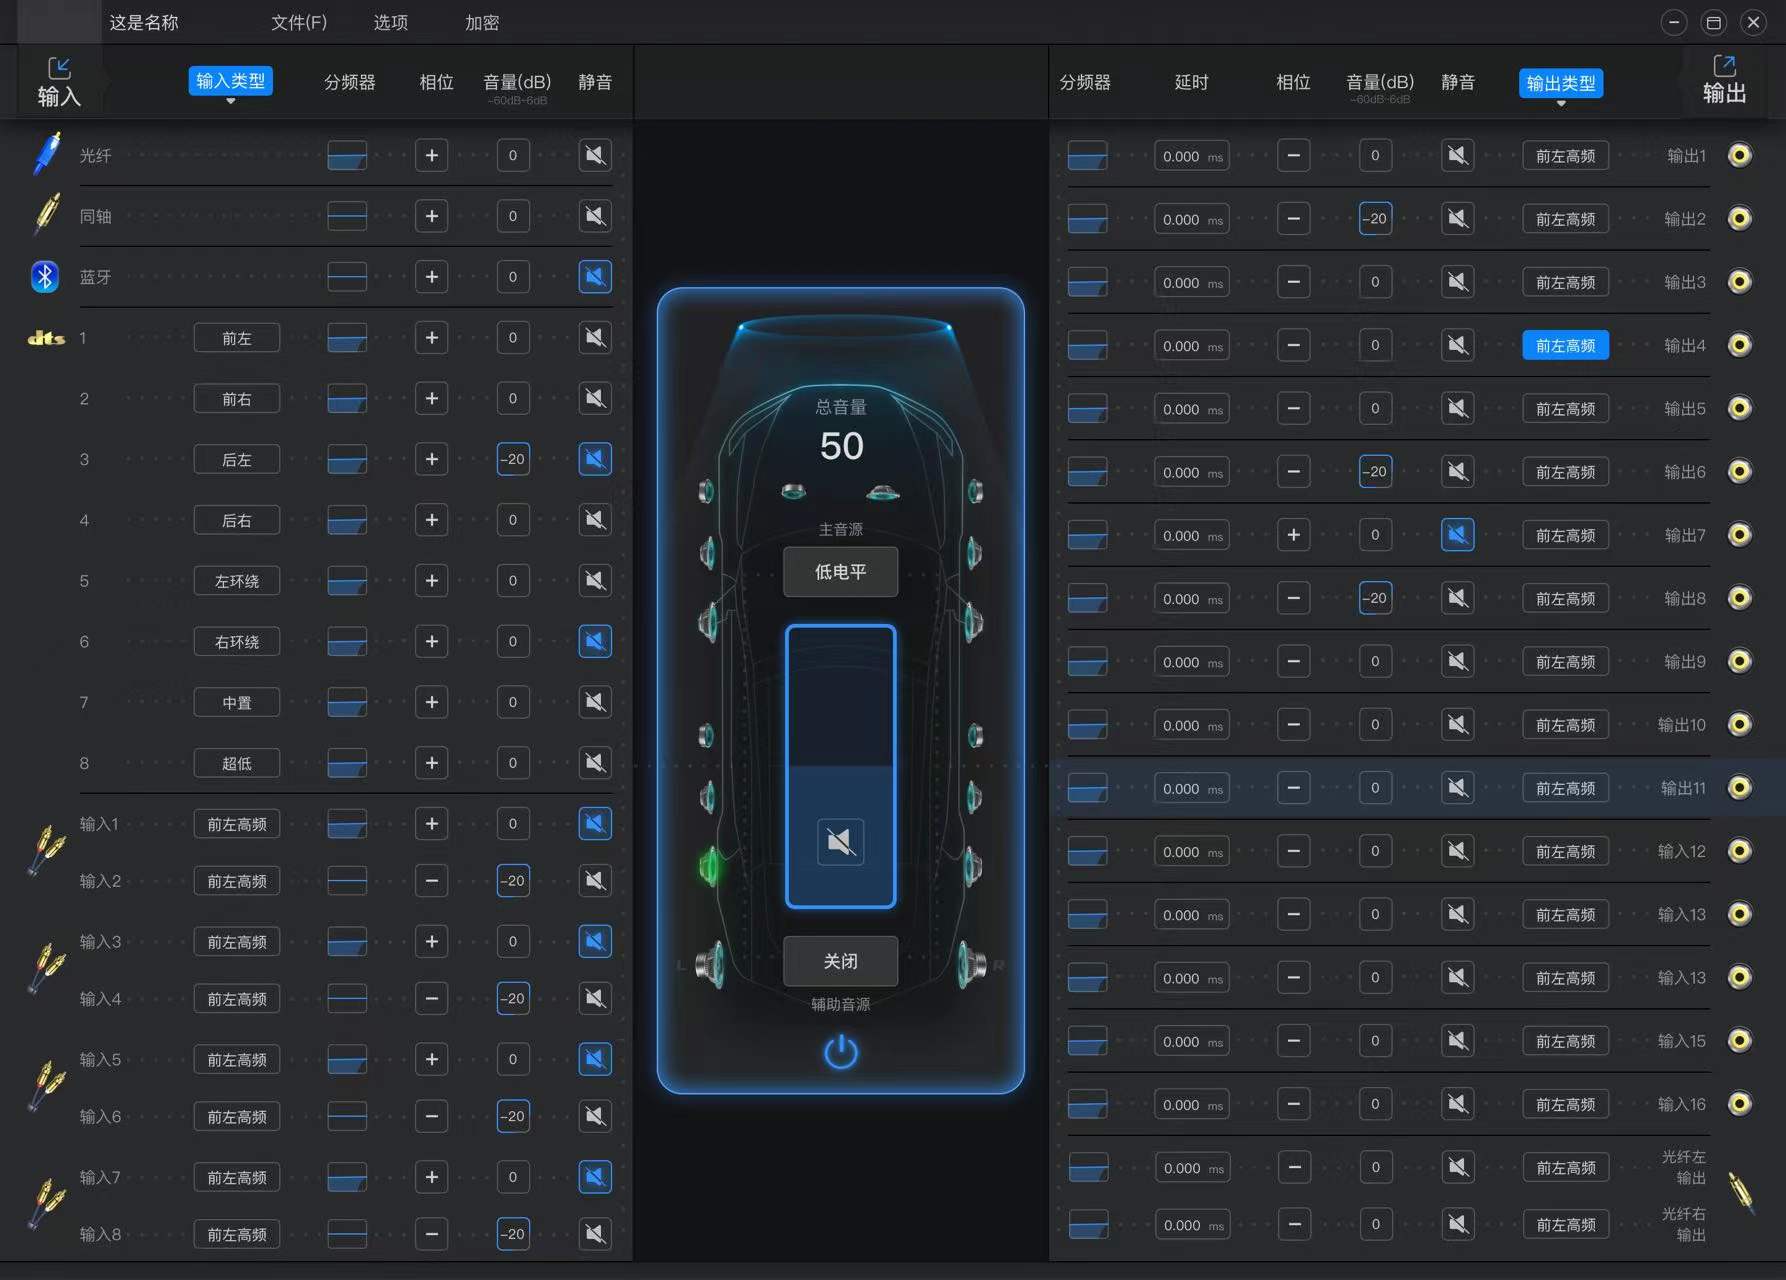 这是名称 文件(F) 选项 加密
输入 输入类型 分频器 相位 音量(dB) 静音
-60dB-6dB
光纤 + 0
同轴 + 0
蓝牙 + 0
dts 1 前左 + 0
2 前右 + 0
3 后左 + -20
4 后右 + 0
5 左环绕 + 0
6 右环绕 + 0
7 中置 + 0
8 超低 + 0
输入1 前左高频 + 0
输入2 前左高频 − -20
输入3 前左高频 + 0
输入4 前左高频 − -20
输入5 前左高频 + 0
输入6 前左高频 − -20
输入7 前左高频 + 0
输入8 前左高频 − -20
总音量
50
主音源
低电平
L R
关闭
辅助音源
分频器 延时 相位 音量(dB) 静音 输出类型 输出
-60dB-6dB
0.000 ms − 0 前左高频 输出1
0.000 ms − -20 前左高频 输出2
0.000 ms − 0 前左高频 输出3
0.000 ms − 0 前左高频 输出4
0.000 ms − 0 前左高频 输出5
0.000 ms − -20 前左高频 输出6
0.000 ms + 0 前左高频 输出7
0.000 ms − -20 前左高频 输出8
0.000 ms − 0 前左高频 输出9
0.000 ms − 0 前左高频 输出10
0.000 ms − 0 前左高频 输出11
0.000 ms − 0 前左高频 输入12
0.000 ms − 0 前左高频 输入13
0.000 ms − 0 前左高频 输入13
0.000 ms − 0 前左高频 输入15
0.000 ms − 0 前左高频 输入16
0.000 ms − 0 前左高频 光纤左
输出
0.000 ms − 0 前左高频 光纤右
输出